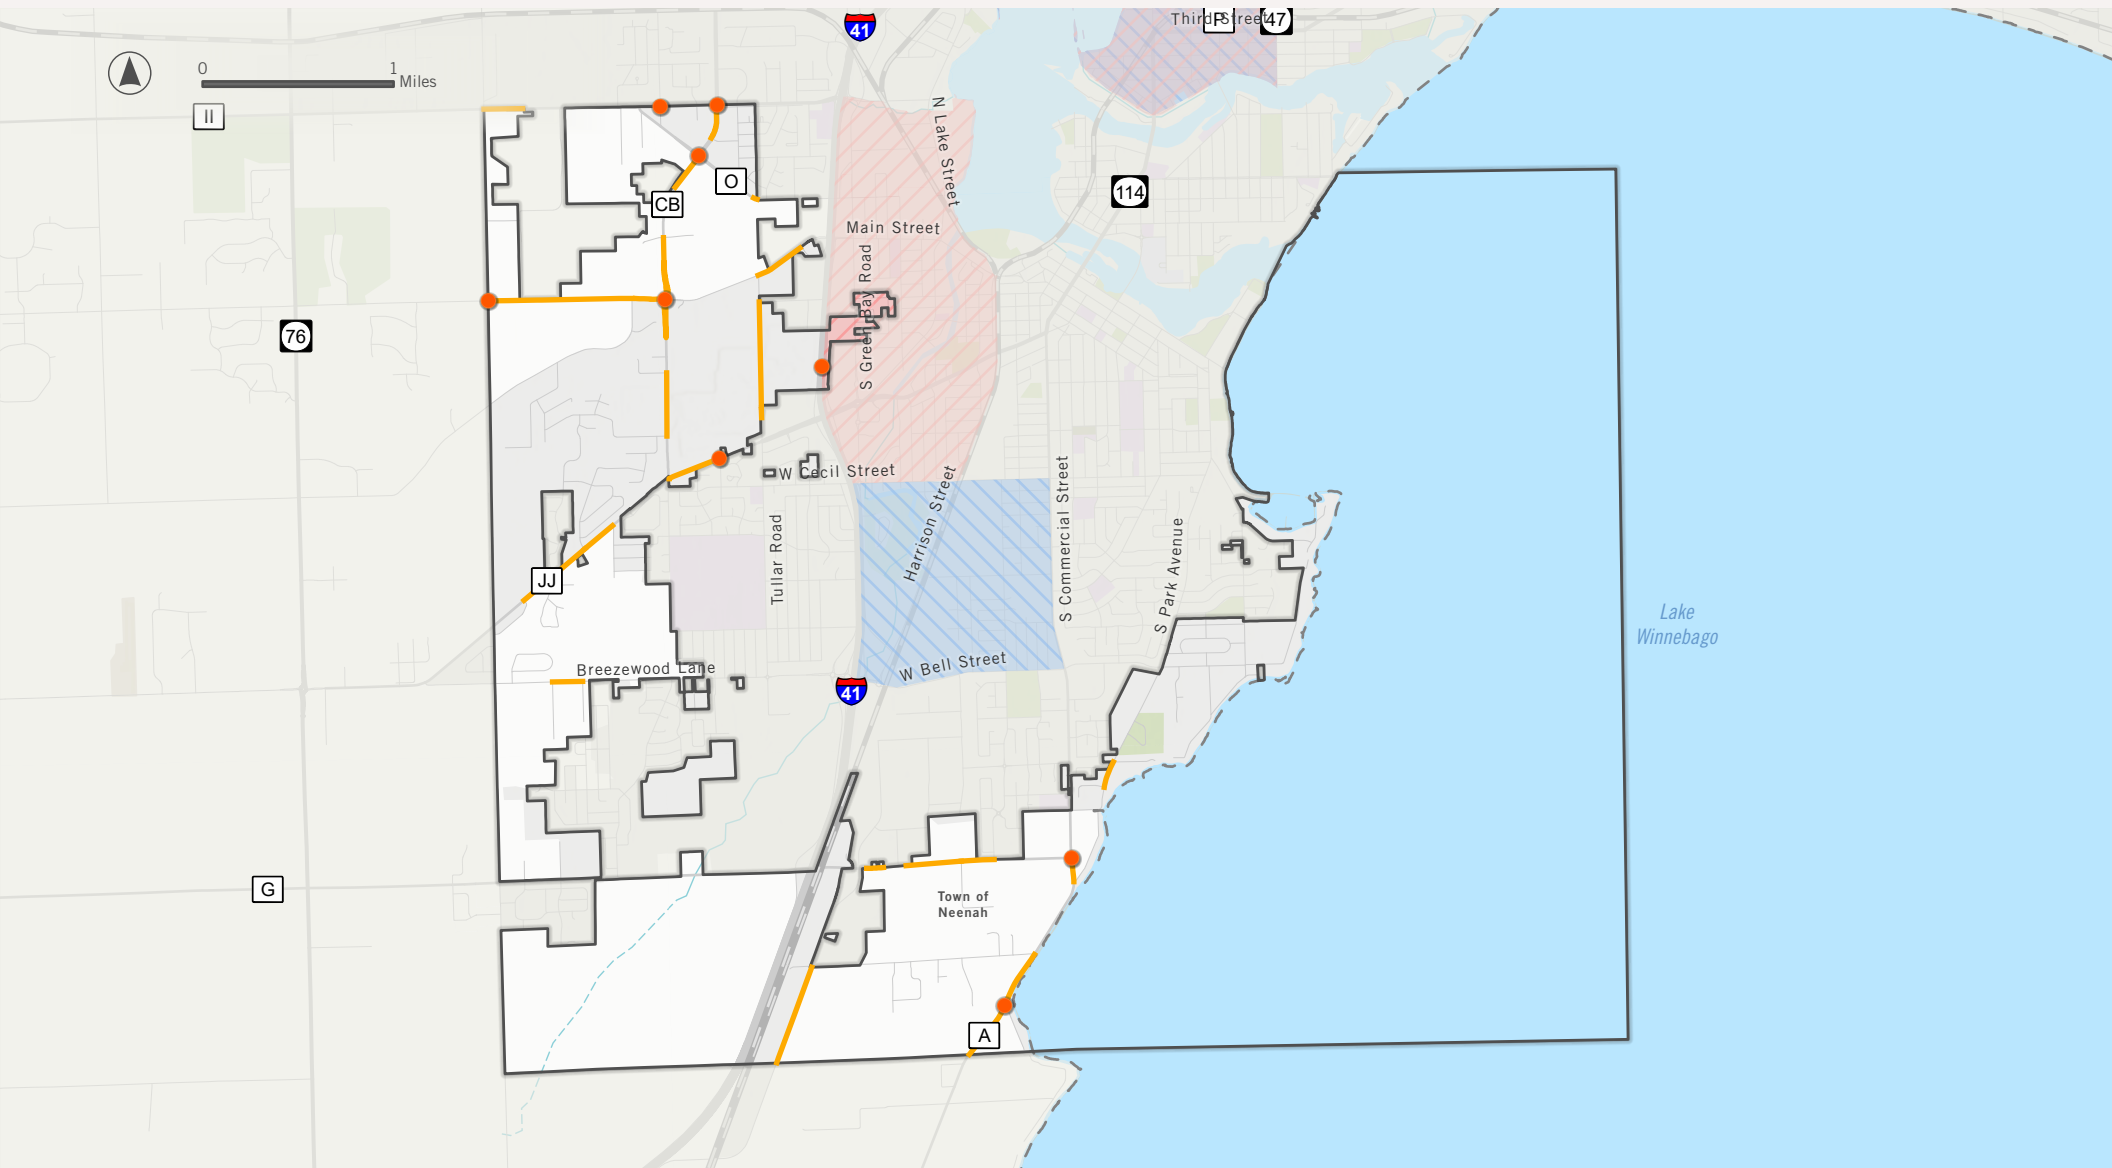 Third Street
P
47
41
0 1
Miles
II
N Lake Street
O
114
CB
Main Street
S Green Bay Road
76
W Cecil Street
Harrison Street
S Commercial Street
Tullar Road
S Park Avenue
JJ
Lake
Winnebago
W Bell Street
Breezewood Lane
41
G
Town of
Neenah
A